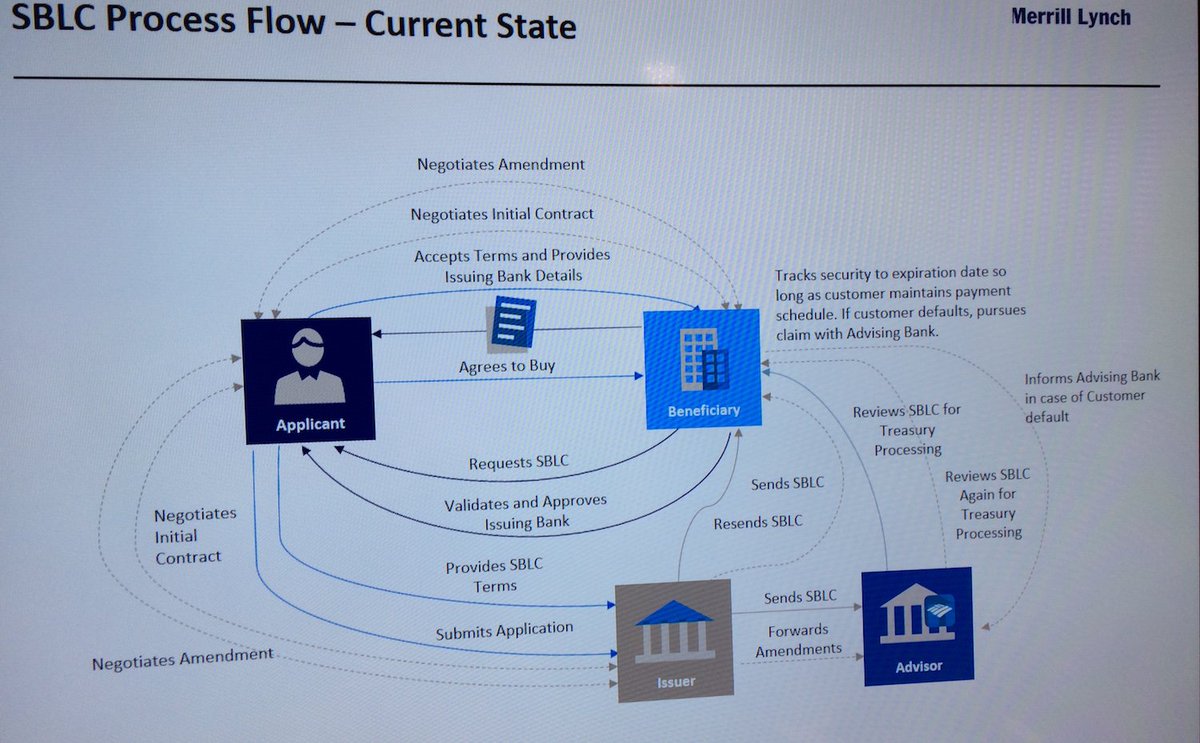 SBLC Process Flow – Current State
Merrill Lynch
Negotiates Amendment
Negotiates Initial Contract
Accepts Terms and Provides
Issuing Bank Details
Agrees to Buy
Applicant
Beneficiary
Tracks security to expiration date so
long as customer maintains payment
schedule. If customer defaults, pursues
claim with Advising Bank.
Informs Advising Bank
in case of Customer
default
Reviews SBLC for
Treasury
Processing
Reviews SBLC
Again for
Treasury
Processing
Requests SBLC
Validates and Approves
Issuing Bank
Sends SBLC
Resends SBLC
Negotiates
Initial
Contract
Provides SBLC
Terms
Submits Application
Negotiates Amendment
Sends SBLC
Forwards
Amendments
Issuer
Advisor